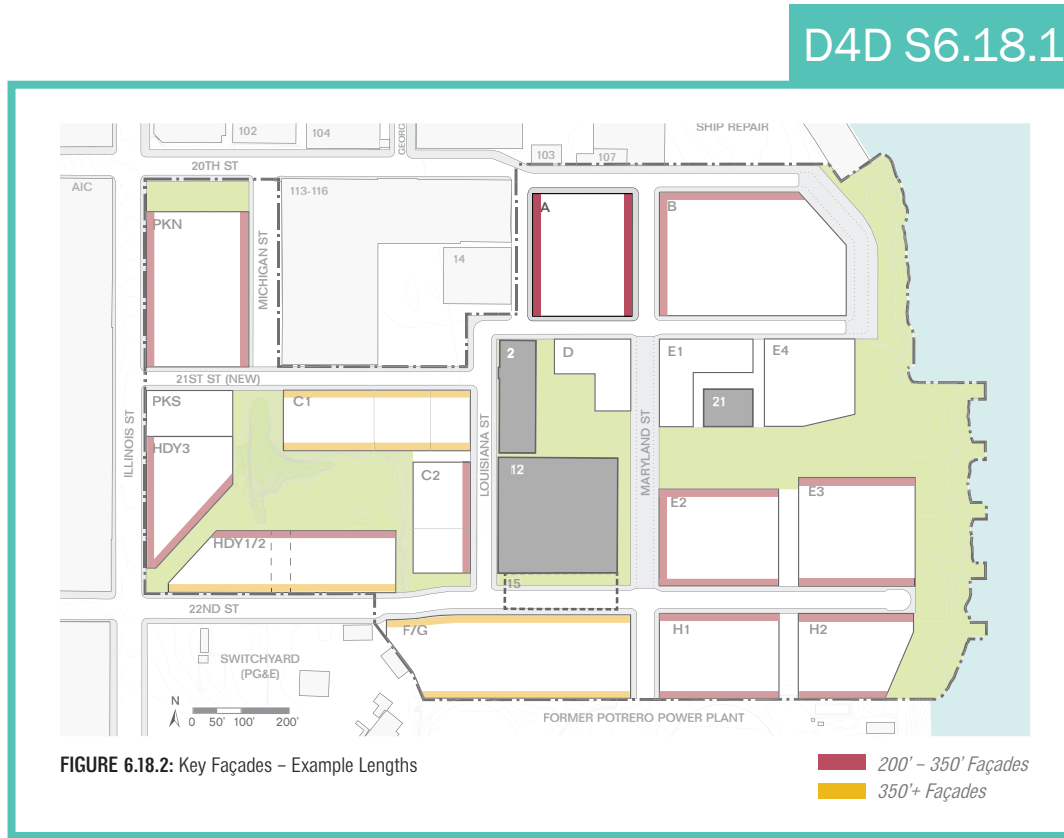 D4D S6.18.1
SHIP REPAIR
102
104
GEORG
103
107
20TH ST
AIC
113-116
PKN
A
B
MICHIGAN ST
14
2
D
E1
E4
21ST ST (NEW)
PKS
C1
21
ILLINOIS ST
LOUISIANA ST
MARYLAND ST
HDY3
12
C2
E2
E3
HDY1/2
15
22ND ST
F/G
H1
H2
SWITCHYARD
(PG&E)
N
0 50' 100' 200'
FORMER POTRERO POWER PLANT
FIGURE 6.18.2: Key Façades – Example Lengths
200' – 350' Façades
350'+ Façades